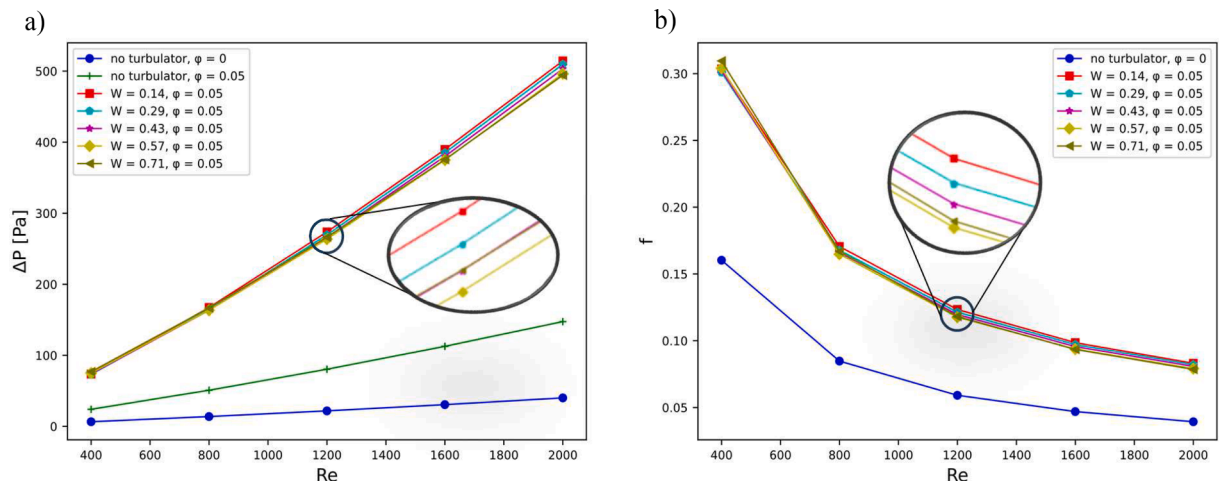 a)
ΔP [Pa]
500
400
300
200
100
0
no turbulator, φ = 0
no turbulator, φ = 0.05
W = 0.14, φ = 0.05
W = 0.29, φ = 0.05
W = 0.43, φ = 0.05
W = 0.57, φ = 0.05
W = 0.71, φ = 0.05
400 600 800 1000 1200 1400 1600 1800 2000
Re
b)
f
0.30
0.25
0.20
0.15
0.10
0.05
no turbulator, φ = 0
W = 0.14, φ = 0.05
W = 0.29, φ = 0.05
W = 0.43, φ = 0.05
W = 0.57, φ = 0.05
W = 0.71, φ = 0.05
400 600 800 1000 1200 1400 1600 1800 2000
Re